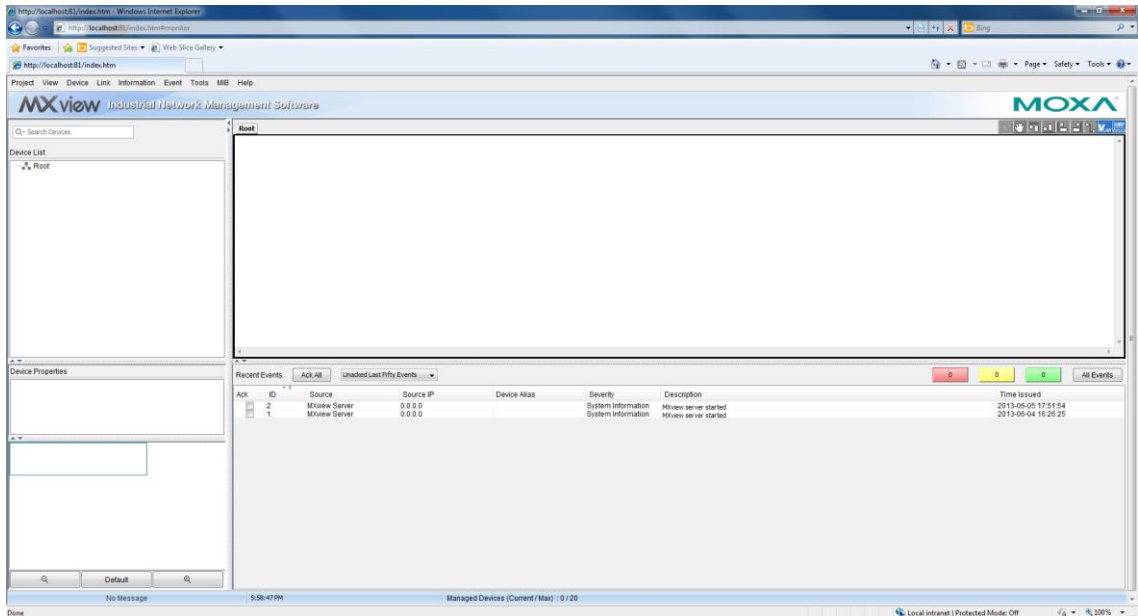 http://localhost:81/index.htm - Windows Internet Explorer
http://localhost:81/index.htm#monitor
Bing
Favorites Suggested Sites Web Slice Gallery
http://localhost:81/index.htm
Page Safety Tools
Project View Device Link Information Event Tools MIB Help
MXview Industrial Network Management Software
MOXA
Search Devices
Root
Device List
Root
Device Properties
Recent Events Ack All Unacked Last Fifty Events 0 0 0 All Events
Ack ID Source Source IP Device Alias Severity Description Time Issued
2 MXview Server 0.0.0.0 System Information MXview server started 2013-06-05 17:51:54
1 MXview Server 0.0.0.0 System Information MXview server started 2013-06-04 18:26:25
Default
No Message 5:58:47 PM Managed Devices (Current / Max) : 0 / 20
Done Local intranet | Protected Mode: Off 100%